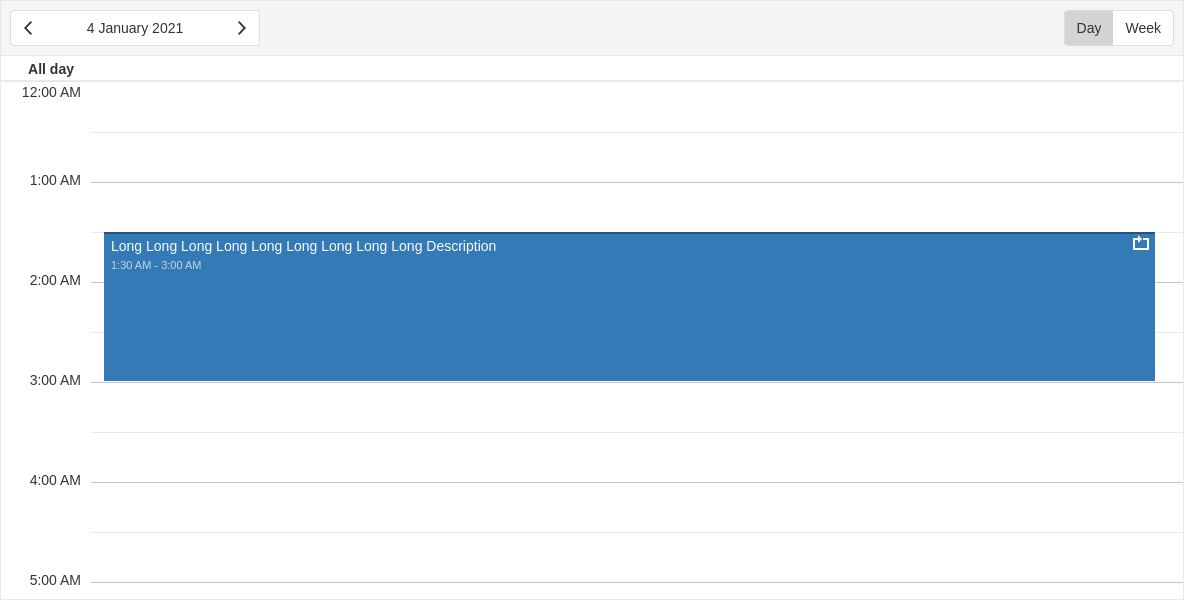 4 January 2021
Day
Week
All day
12:00 AM
1:00 AM
Long Long Long Long Long Long Long Long Long Description
1:30 AM - 3:00 AM
2:00 AM
3:00 AM
4:00 AM
5:00 AM